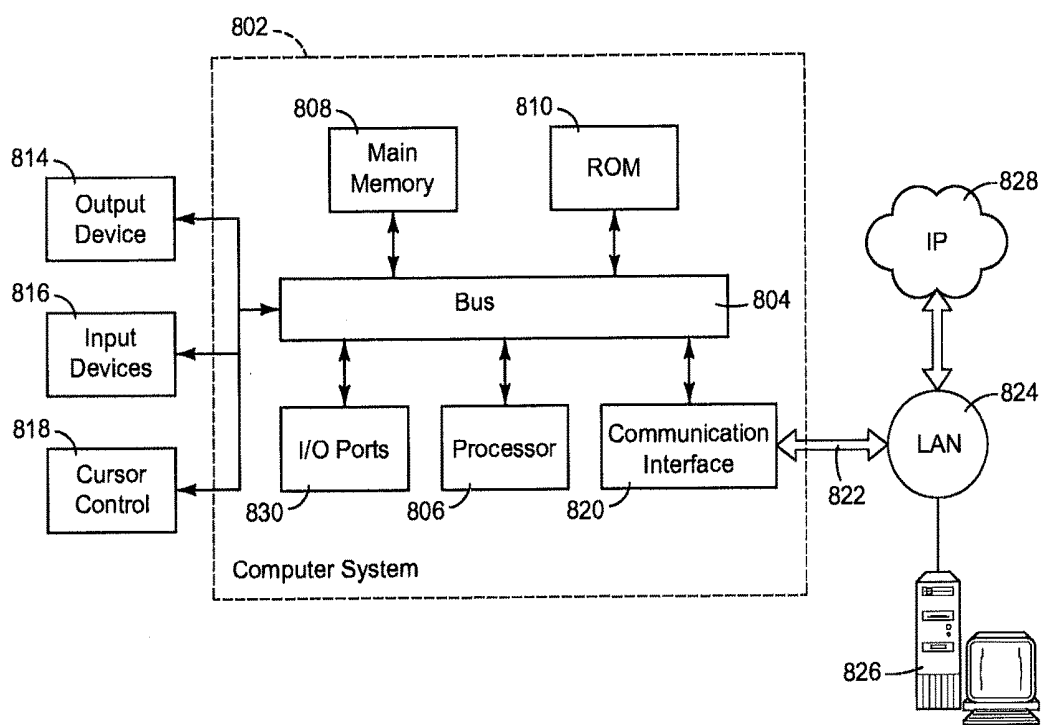 802
808
Main
Memory
810
ROM
814
Output
Device
828
IP
816
Input
Devices
Bus
804
818
Cursor
Control
I/O Ports
830
Processor
806
Communication
Interface
820
822
824
LAN
Computer System
826